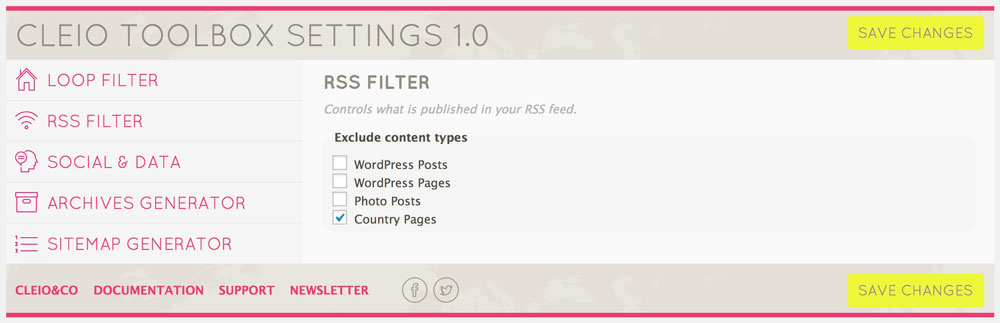 CLEIO TOOLBOX SETTINGS 1.0
SAVE CHANGES
LOOP FILTER
RSS FILTER
SOCIAL & DATA
ARCHIVES GENERATOR
SITEMAP GENERATOR
RSS FILTER
Controls what is published in your RSS feed.
Exclude content types
WordPress Posts
WordPress Pages
Photo Posts
Country Pages
CLEIO&CO DOCUMENTATION SUPPORT NEWSLETTER
SAVE CHANGES